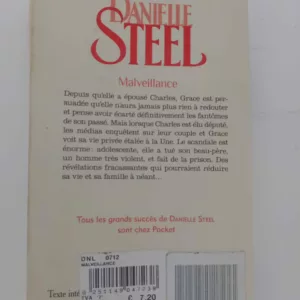 DANIELLE
STEEL
Malveillance
Depuis qu'elle a épousé Charles, Grace est per-
suadée qu'elle n'aura jamais plus rien à redouter
et pense avoir écarté définitivement les fantômes
de son passé. Mais lorsque Charles est élu député,
les médias enquêtent sur leur couple et Grace
voit sa vie privée étalée à la Une. Le scandale est
énorme : adolescente, elle a tué son beau-père,
un homme très violent, et fait de la prison. Des
révélations fracassantes qui pourraient réduire
sa vie et sa famille à néant...
Tous les grands succès de DANIELLE STEEL
sont chez Pocket
DNL 8712
MALVEILLANCE
Texte inté
7.20